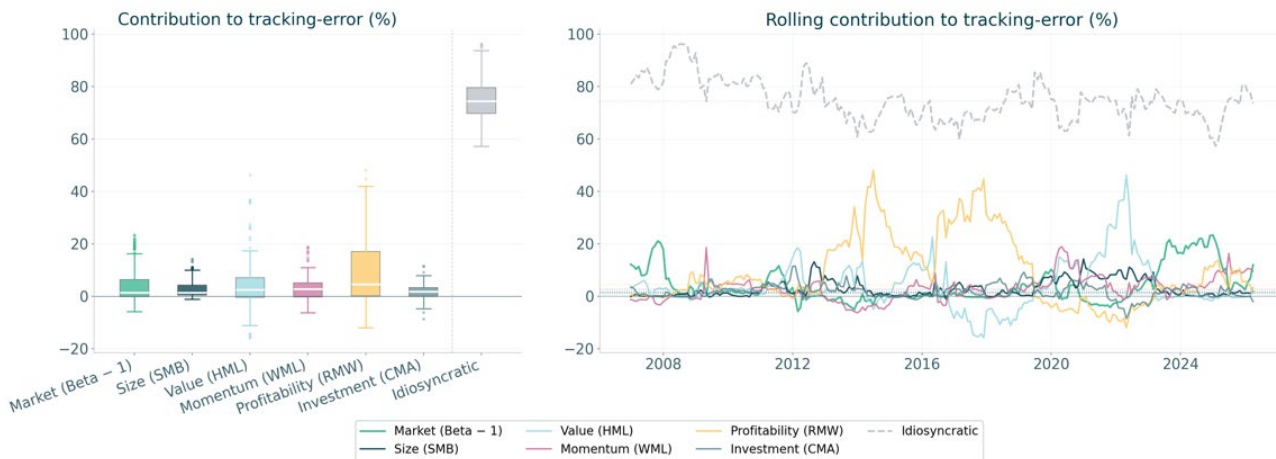 Contribution to tracking-error (%)
100
80
60
40
20
0
−20
Market (Beta − 1)
Size (SMB)
Value (HML)
Momentum (WML)
Profitability (RMW)
Investment (CMA)
Idiosyncratic
Rolling contribution to tracking-error (%)
100
80
60
40
20
0
−20
2008 2012 2016 2020 2024
Market (Beta − 1) Value (HML) Profitability (RMW) Idiosyncratic
Size (SMB) Momentum (WML) Investment (CMA)